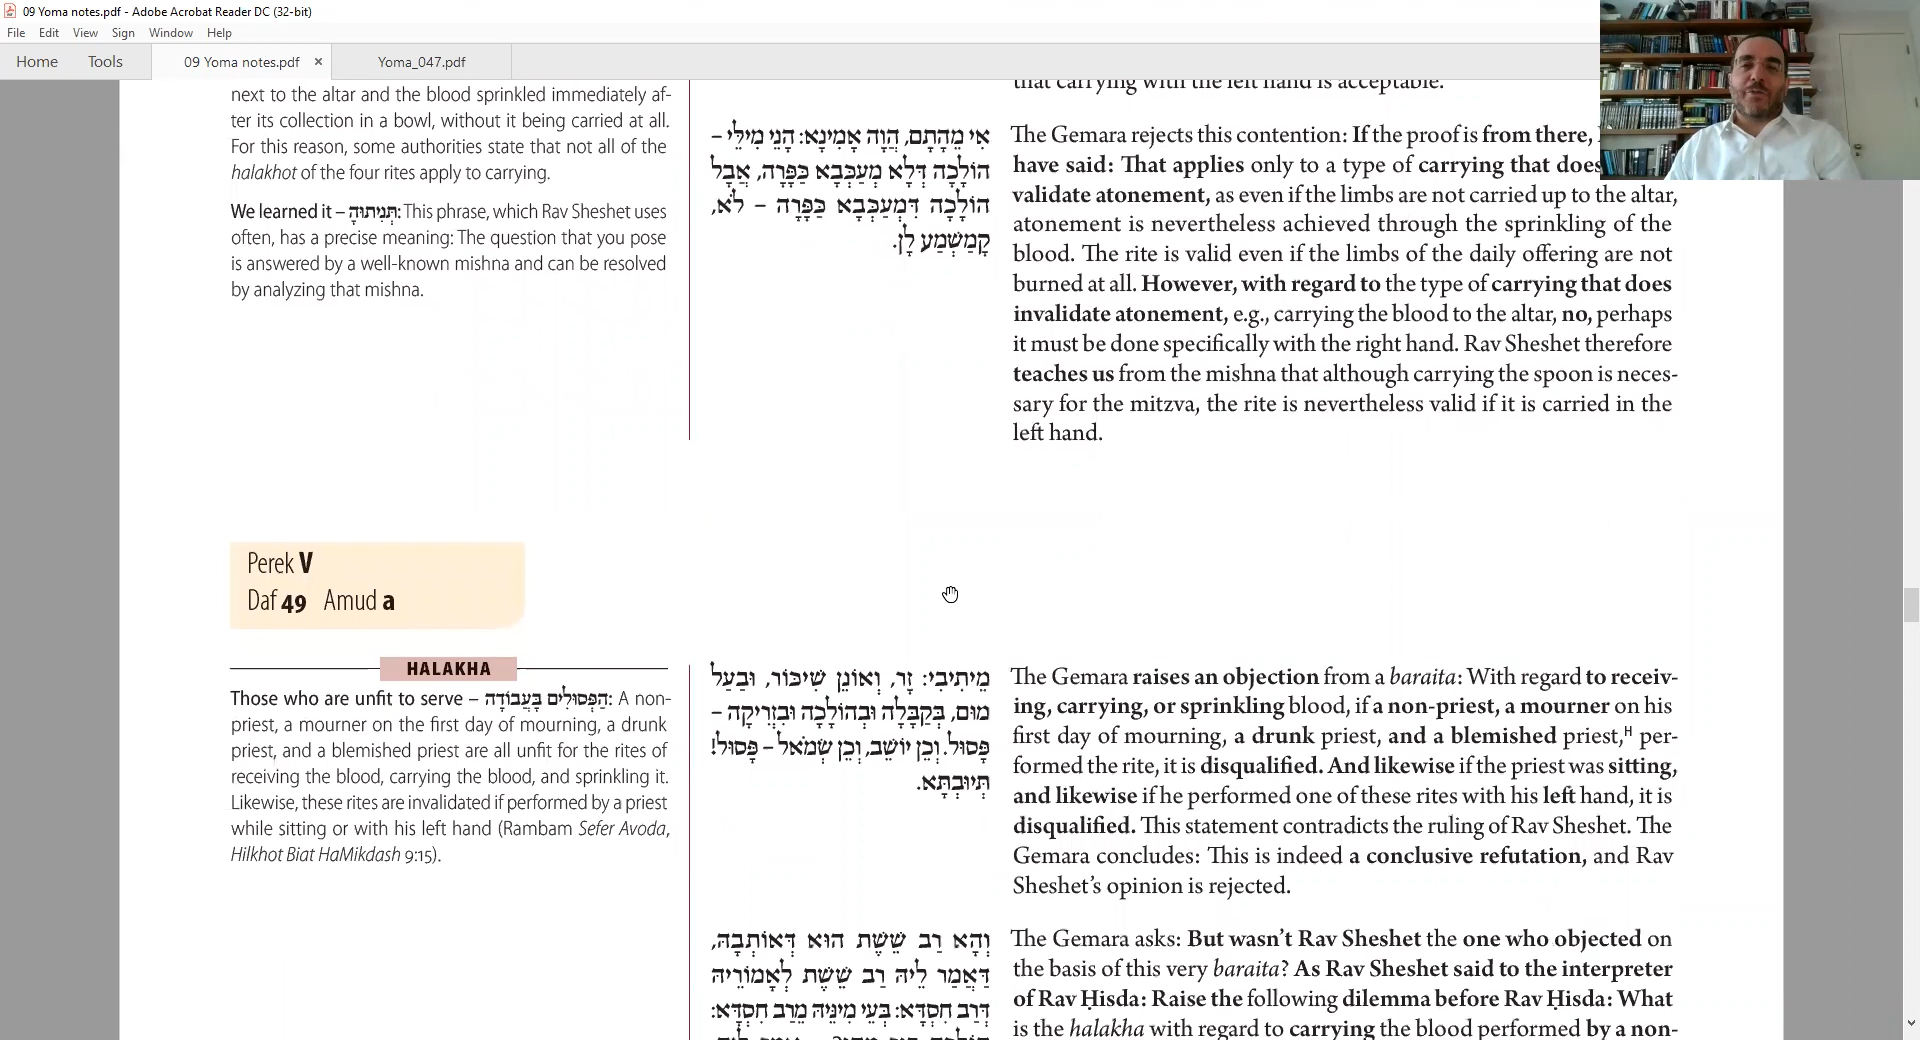 09 Yoma notes.pdf - Adobe Acrobat Reader DC (32-bit)
File Edit View Sign Window Help
Home Tools 09 Yoma notes.pdf × Yoma_047.pdf
next to the altar and the blood sprinkled immediately af-
ter its collection in a bowl, without it being carried at all.
For this reason, some authorities state that not all of the
halakhot of the four rites apply to carrying.
We learned it – תְּנֵיתוּהָ: This phrase, which Rav Sheshet uses
often, has a precise meaning: The question that you pose
is answered by a well-known mishna and can be resolved
by analyzing that mishna.
אִי מֵהָתָם, הֲוָה אָמֵינָא: הָנֵי מִילֵּי –
הוֹלָכָה דְּלָא מְעַכְּבָא כַּפָּרָה, אֲבָל
הוֹלָכָה דִּמְעַכְּבָא כַּפָּרָה – לֹא,
קָמַשְׁמַע לָן.
that carrying with the left hand is acceptable.
The Gemara rejects this contention: If the proof is from there,
have said: That applies only to a type of carrying that does
validate atonement, as even if the limbs are not carried up to the altar,
atonement is nevertheless achieved through the sprinkling of the
blood. The rite is valid even if the limbs of the daily offering are not
burned at all. However, with regard to the type of carrying that does
invalidate atonement, e.g., carrying the blood to the altar, no, perhaps
it must be done specifically with the right hand. Rav Sheshet therefore
teaches us from the mishna that although carrying the spoon is neces-
sary for the mitzva, the rite is nevertheless valid if it is carried in the
left hand.
Perek V
Daf 49 Amud a
HALAKHA
Those who are unfit to serve – הַפְּסוּלִים בָּעֲבוֹדָה: A non-
priest, a mourner on the first day of mourning, a drunk
priest, and a blemished priest are all unfit for the rites of
receiving the blood, carrying the blood, and sprinkling it.
Likewise, these rites are invalidated if performed by a priest
while sitting or with his left hand (Rambam Sefer Avoda,
Hilkhot Biat HaMikdash 9:15).
מֵיתִיבִי: זָר, וְאוֹנֵן שִׁיכּוֹר, וּבַעַל
מוּם, בְּקַבָּלָה וּבְהוֹלָכָה וּבִזְרִיקָה –
פָּסוּל. וְכֵן יוֹשֵׁב, וְכֵן שְׂמֹאל – פָּסוּל!
תְּיוּבְתָּא.
The Gemara raises an objection from a baraita: With regard to receiv-
ing, carrying, or sprinkling blood, if a non-priest, a mourner on his
first day of mourning, a drunk priest, and a blemished priest,H per-
formed the rite, it is disqualified. And likewise if the priest was sitting,
and likewise if he performed one of these rites with his left hand, it is
disqualified. This statement contradicts the ruling of Rav Sheshet. The
Gemara concludes: This is indeed a conclusive refutation, and Rav
Sheshet's opinion is rejected.
וְהָא רַב שֵׁשֶׁת הוּא דְּאוֹתְבָהּ,
דַּאֲמַר לֵיהּ רַב שֵׁשֶׁת לְאָמוֹרֵיהּ
דְּרַב חִסְדָּא: בְּעִי מִינֵּיהּ מֵרַב חִסְדָּא:
The Gemara asks: But wasn't Rav Sheshet the one who objected on
the basis of this very baraita? As Rav Sheshet said to the interpreter
of Rav Ḥisda: Raise the following dilemma before Rav Ḥisda: What
is the halakha with regard to carrying the blood performed by a non-